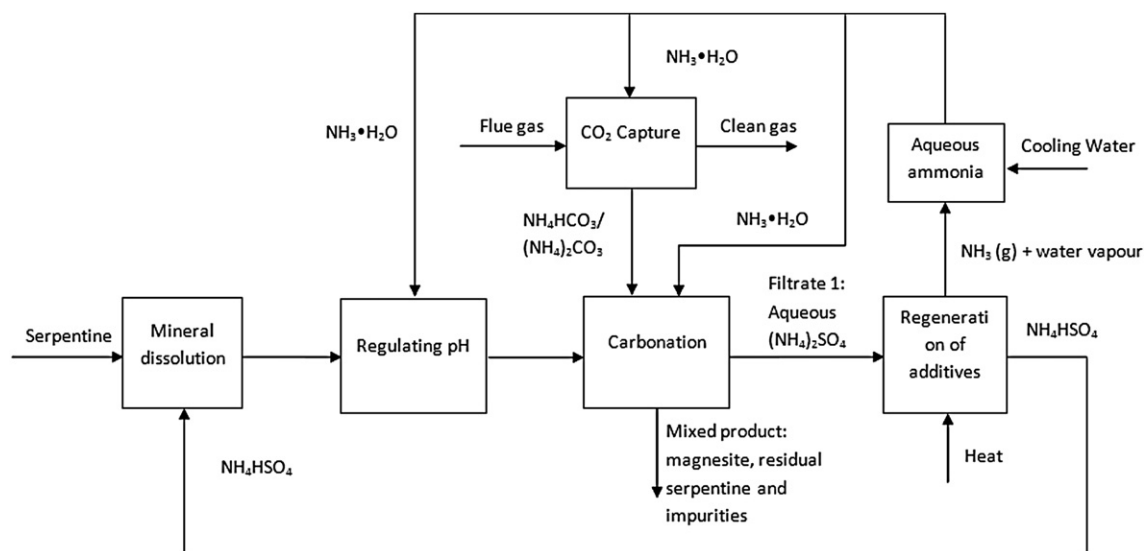 NH₃•H₂O
NH₃•H₂O
Flue gas
CO₂ Capture
Clean gas
Aqueous
ammonia
Cooling Water
NH₄HCO₃/
(NH₄)₂CO₃
NH₃•H₂O
NH₃ (g) + water vapour
Serpentine
Mineral
dissolution
Regulating pH
Carbonation
Filtrate 1:
Aqueous
(NH₄)₂SO₄
Regenerati
on of
additives
NH₄HSO₄
NH₄HSO₄
Mixed product:
magnesite, residual
serpentine and
impurities
Heat